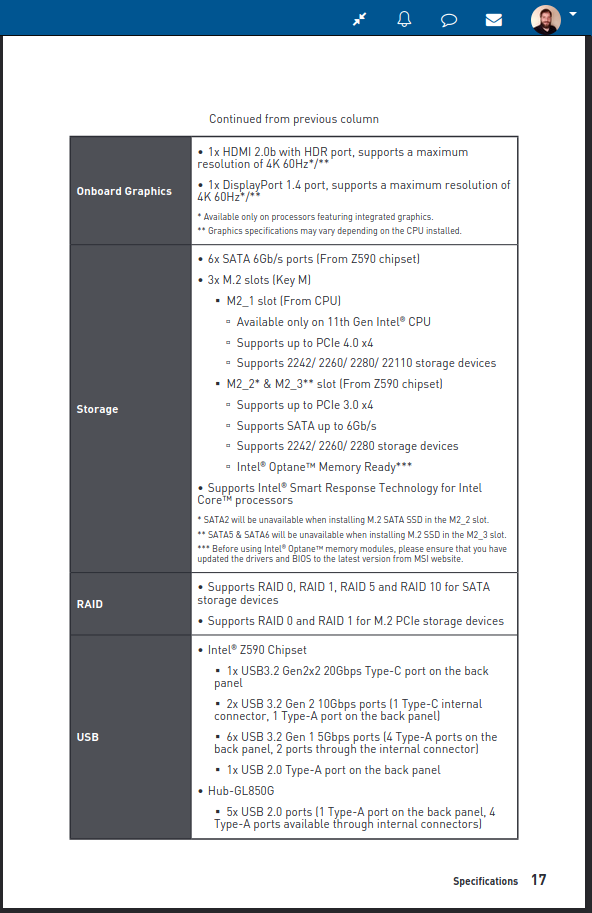 Continued from previous column
Onboard Graphics
• 1x HDMI 2.0b with HDR port, supports a maximum
resolution of 4K 60Hz*/**
• 1x DisplayPort 1.4 port, supports a maximum resolution of
4K 60Hz*/**
* Available only on processors featuring integrated graphics.
** Graphics specifications may vary depending on the CPU installed.
Storage
• 6x SATA 6Gb/s ports (From Z590 chipset)
• 3x M.2 slots (Key M)
▪ M2_1 slot (From CPU)
▫ Available only on 11th Gen Intel® CPU
▫ Supports up to PCIe 4.0 x4
▫ Supports 2242/ 2260/ 2280/ 22110 storage devices
▪ M2_2* & M2_3** slot (From Z590 chipset)
▫ Supports up to PCIe 3.0 x4
▫ Supports SATA up to 6Gb/s
▫ Supports 2242/ 2260/ 2280 storage devices
▫ Intel® Optane™ Memory Ready***
• Supports Intel® Smart Response Technology for Intel
Core™ processors
* SATA2 will be unavailable when installing M.2 SATA SSD in the M2_2 slot.
** SATA5 & SATA6 will be unavailable when installing M.2 SSD in the M2_3 slot.
*** Before using Intel® Optane™ memory modules, please ensure that you have
updated the drivers and BIOS to the latest version from MSI website.
RAID
• Supports RAID 0, RAID 1, RAID 5 and RAID 10 for SATA
storage devices
• Supports RAID 0 and RAID 1 for M.2 PCIe storage devices
USB
• Intel® Z590 Chipset
▪ 1x USB3.2 Gen2x2 20Gbps Type-C port on the back
panel
▪ 2x USB 3.2 Gen 2 10Gbps ports (1 Type-C internal
connector, 1 Type-A port on the back panel)
▪ 6x USB 3.2 Gen 1 5Gbps ports (4 Type-A ports on the
back panel, 2 ports through the internal connector)
▪ 1x USB 2.0 Type-A port on the back panel
• Hub-GL850G
▪ 5x USB 2.0 ports (1 Type-A port on the back panel, 4
Type-A ports available through internal connectors)
Specifications 17